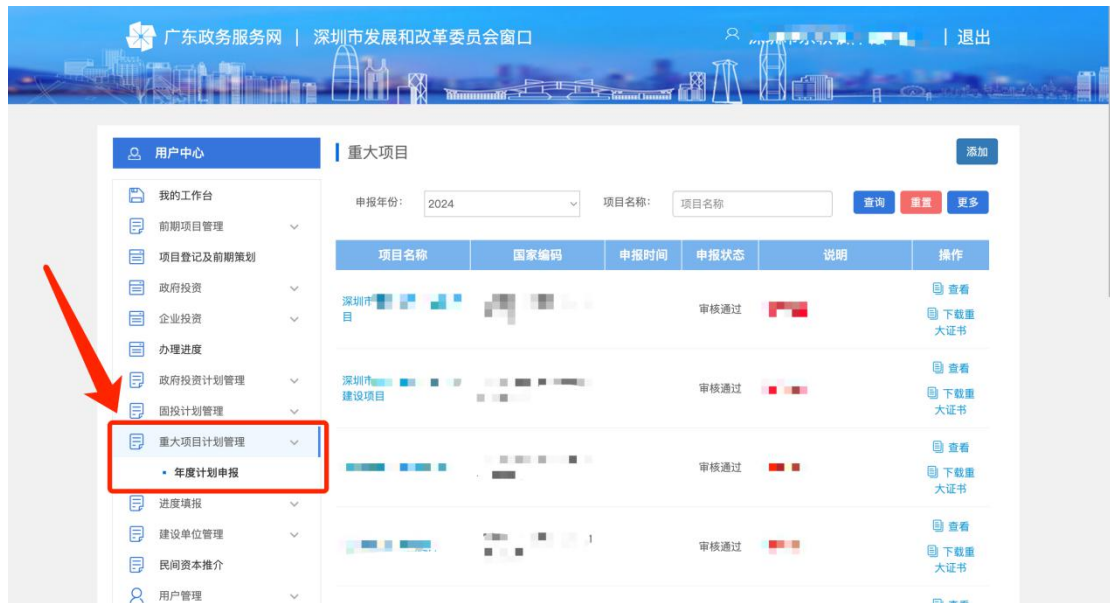 广东政务服务网 | 深圳市发展和改革委员会窗口
| 退出
用户中心
我的工作台
前期项目管理
项目登记及前期策划
政府投资
企业投资
办理进度
政府投资计划管理
固投计划管理
重大项目计划管理
年度计划申报
进度填报
建设单位管理
民间资本推介
用户管理
重大项目
添加
申报年份: 2024 项目名称: 项目名称 查询 重置 更多
项目名称 国家编码 申报时间 申报状态 说明 操作
深圳市
目
审核通过
查看
下载重
大证书
深圳市
建设项目
审核通过
查看
下载重
大证书
审核通过
查看
下载重
大证书
审核通过
查看
下载重
大证书